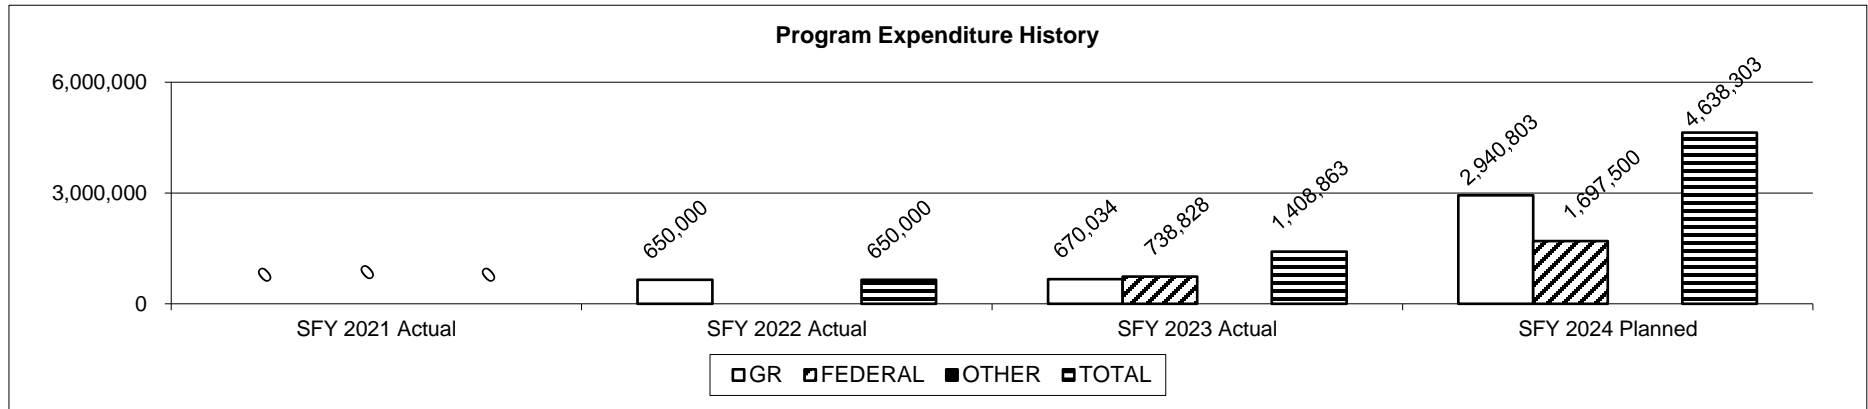 Program Expenditure History
6,000,000
3,000,000
0
0
0
0
650,000
650,000
670,034
738,828
1,408,863
2,940,803
1,697,500
4,638,303
SFY 2021 Actual
SFY 2022 Actual
SFY 2023 Actual
SFY 2024 Planned
GR FEDERAL OTHER TOTAL